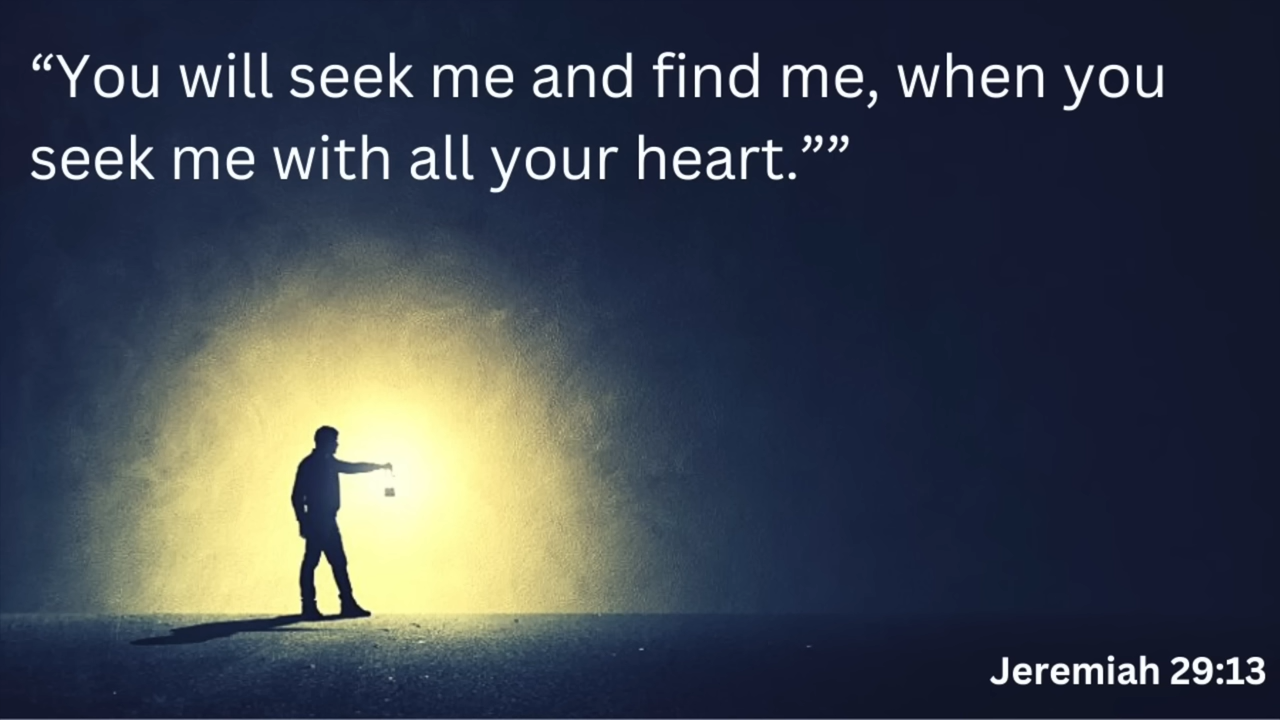 “You will seek me and find me, when you
seek me with all your heart.””
Jeremiah 29:13